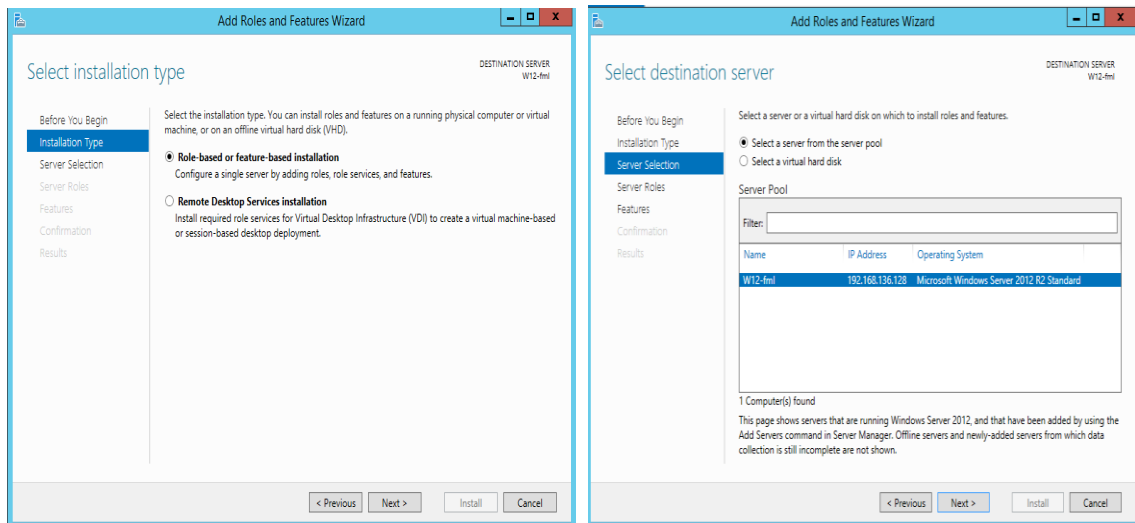 Add Roles and Features Wizard
Select installation type
DESTINATION SERVER
W12-fml
Before You Begin
Installation Type
Server Selection
Server Roles
Features
Confirmation
Results
Select the installation type. You can install roles and features on a running physical computer or virtual
machine, or on an offline virtual hard disk (VHD).
Role-based or feature-based installation
Configure a single server by adding roles, role services, and features.
Remote Desktop Services installation
Install required role services for Virtual Desktop Infrastructure (VDI) to create a virtual machine-based
or session-based desktop deployment.
< Previous Next > Install Cancel
Add Roles and Features Wizard
Select destination server
DESTINATION SERVER
W12-fml
Before You Begin
Installation Type
Server Selection
Server Roles
Features
Confirmation
Results
Select a server or a virtual hard disk on which to install roles and features.
Select a server from the server pool
Select a virtual hard disk
Server Pool
Filter:
Name IP Address Operating System
W12-fml 192.168.136.128 Microsoft Windows Server 2012 R2 Standard
1 Computer(s) found
This page shows servers that are running Windows Server 2012, and that have been added by using the
Add Servers command in Server Manager. Offline servers and newly-added servers from which data
collection is still incomplete are not shown.
< Previous Next > Install Cancel